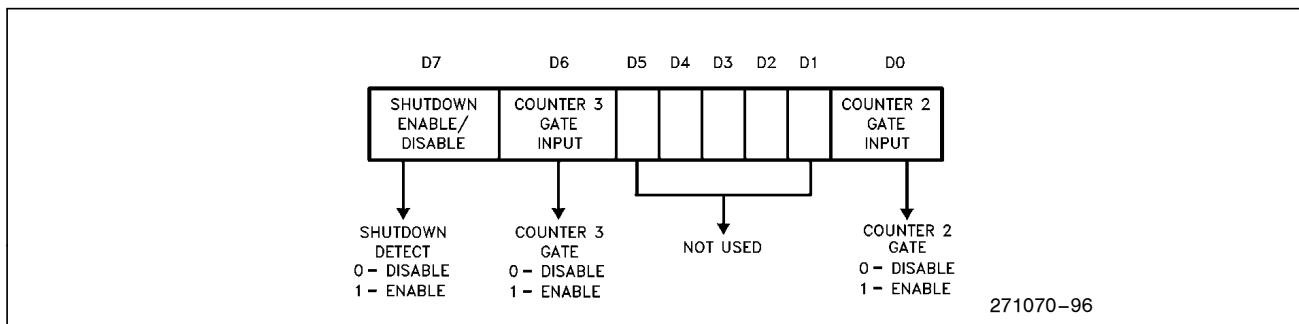 D7 D6 D5 D4 D3 D2 D1 D0
SHUTDOWN
ENABLE/
DISABLE
COUNTER 3
GATE
INPUT
COUNTER 2
GATE
INPUT
SHUTDOWN
DETECT
0 – DISABLE
1 – ENABLE
COUNTER 3
GATE
0 – DISABLE
1 – ENABLE
NOT USED
COUNTER 2
GATE
0 – DISABLE
1 – ENABLE
271070–96